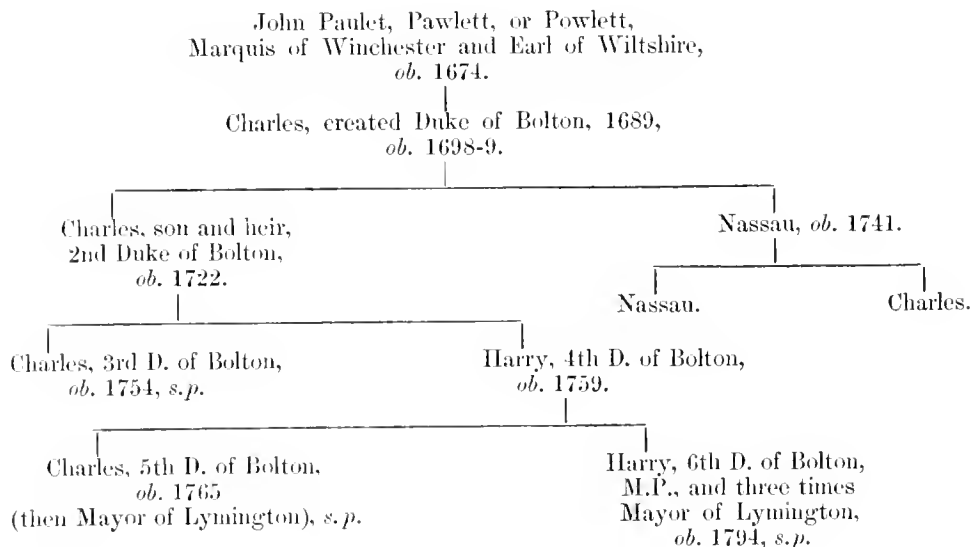 John Paulet, Pawlett, or Powlett,
Marquis of Winchester and Earl of Wiltshire,
ob. 1674.
Charles, created Duke of Bolton, 1689,
ob. 1698-9.
Charles, son and heir,
2nd Duke of Bolton,
ob. 1722.
Nassau, ob. 1741.
Nassau.
Charles.
Charles, 3rd D. of Bolton,
ob. 1754, s.p.
Harry, 4th D. of Bolton,
ob. 1759.
Charles, 5th D. of Bolton,
ob. 1765
(then Mayor of Lymington), s.p.
Harry, 6th D. of Bolton,
M.P., and three times
Mayor of Lymington,
ob. 1794, s.p.